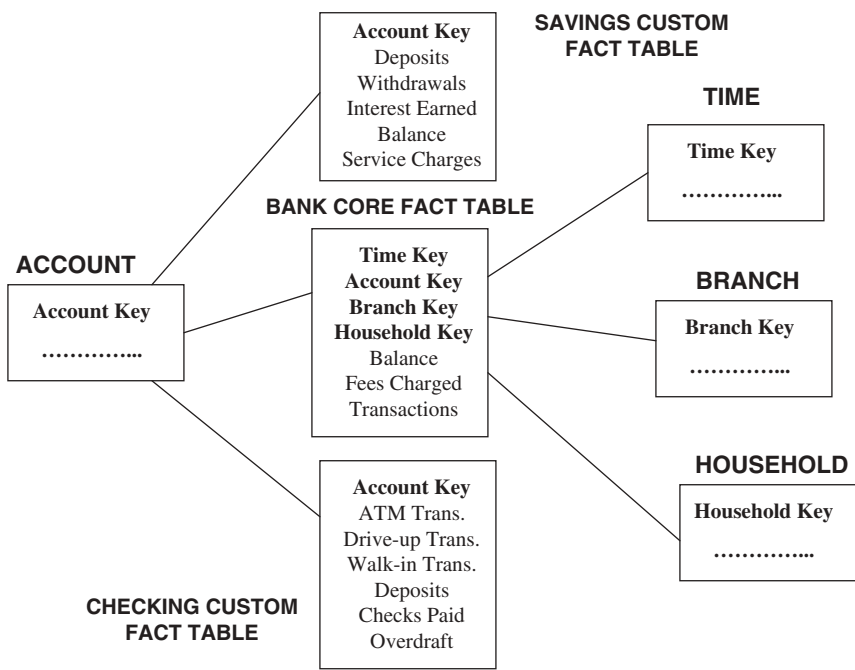 SAVINGS CUSTOM
FACT TABLE
Account Key
Deposits
Withdrawals
Interest Earned
Balance
Service Charges
TIME
Time Key
…………...
BANK CORE FACT TABLE
Time Key
Account Key
Branch Key
Household Key
Balance
Fees Charged
Transactions
ACCOUNT
Account Key
…………...
BRANCH
Branch Key
…………...
HOUSEHOLD
Household Key
…………...
Account Key
ATM Trans.
Drive-up Trans.
Walk-in Trans.
Deposits
Checks Paid
Overdraft
CHECKING CUSTOM
FACT TABLE